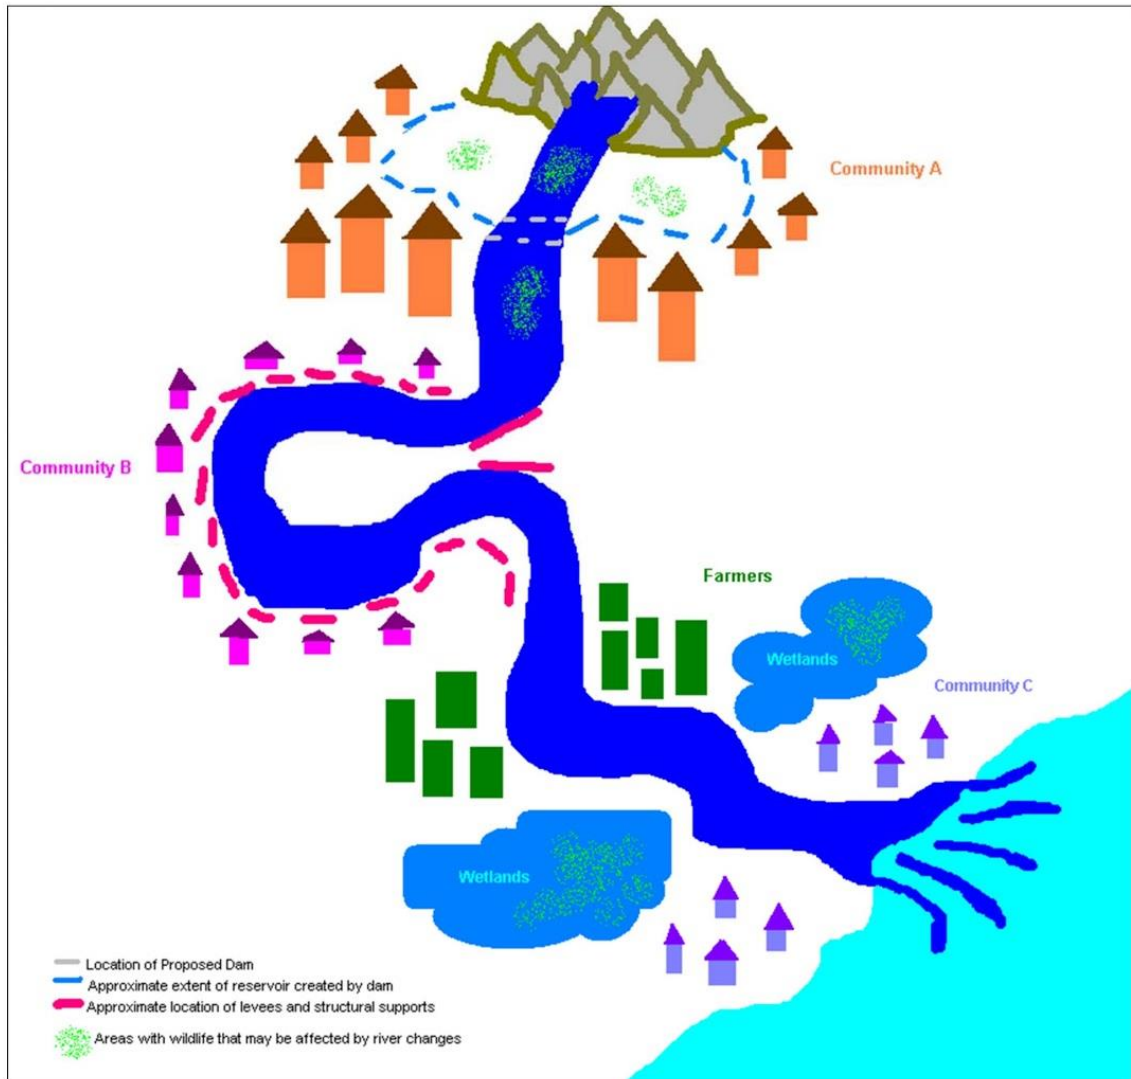 Community A
Community B
Farmers
Wetlands
Community C
Wetlands
Location of Proposed Dam
Approximate extent of reservoir created by dam
Approximate location of levees and structural supports
Areas with wildlife that may be affected by river changes